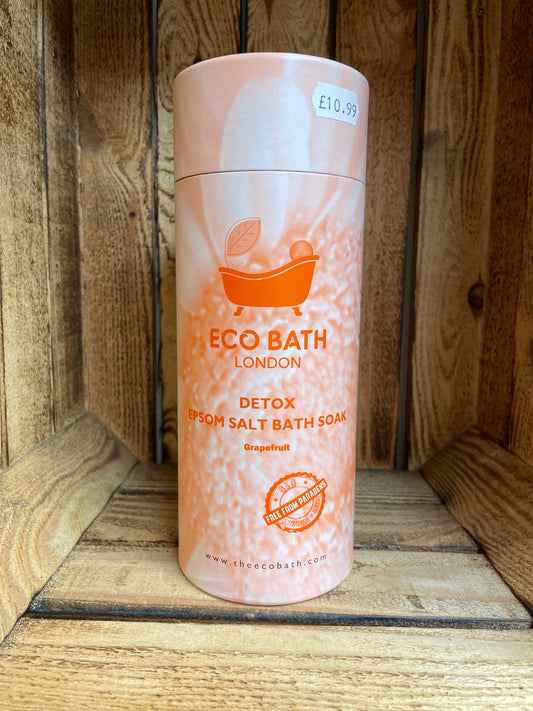 £10.99
ECO BATH
LONDON
DETOX
EPSOM SALT BATH SOAK
Grapefruit
FREE FROM PARABENS
www.theecobath.com